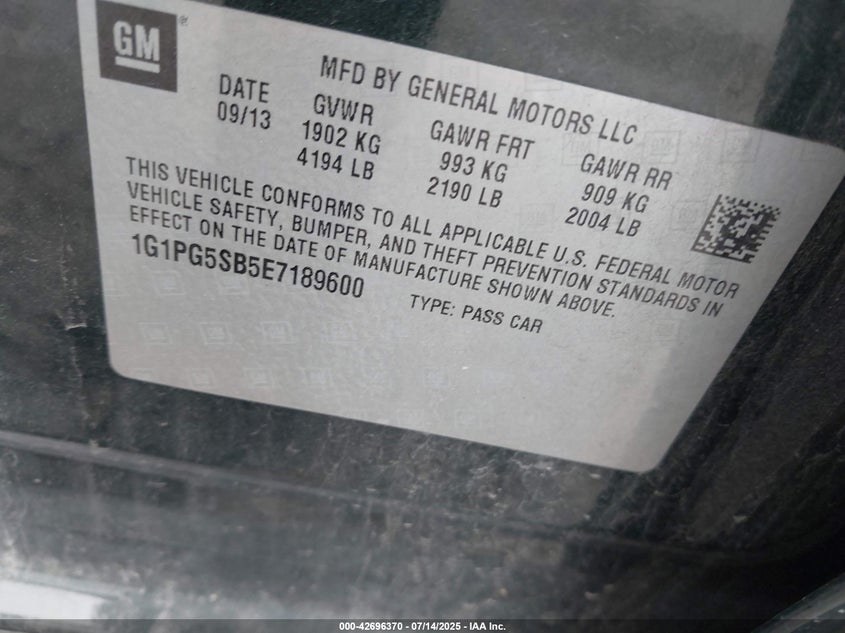 GM®
MFD BY GENERAL MOTORS LLC
DATE GVWR GAWR FRT GAWR RR
09/13 1902 KG 993 KG 909 KG
4194 LB 2190 LB 2004 LB
THIS VEHICLE CONFORMS TO ALL APPLICABLE U.S. FEDERAL MOTOR
VEHICLE SAFETY, BUMPER, AND THEFT PREVENTION STANDARDS IN
EFFECT ON THE DATE OF MANUFACTURE SHOWN ABOVE.
1G1PG5SB5E7189600
TYPE: PASS CAR
000-42696370 - 07/14/2025 - IAA Inc.